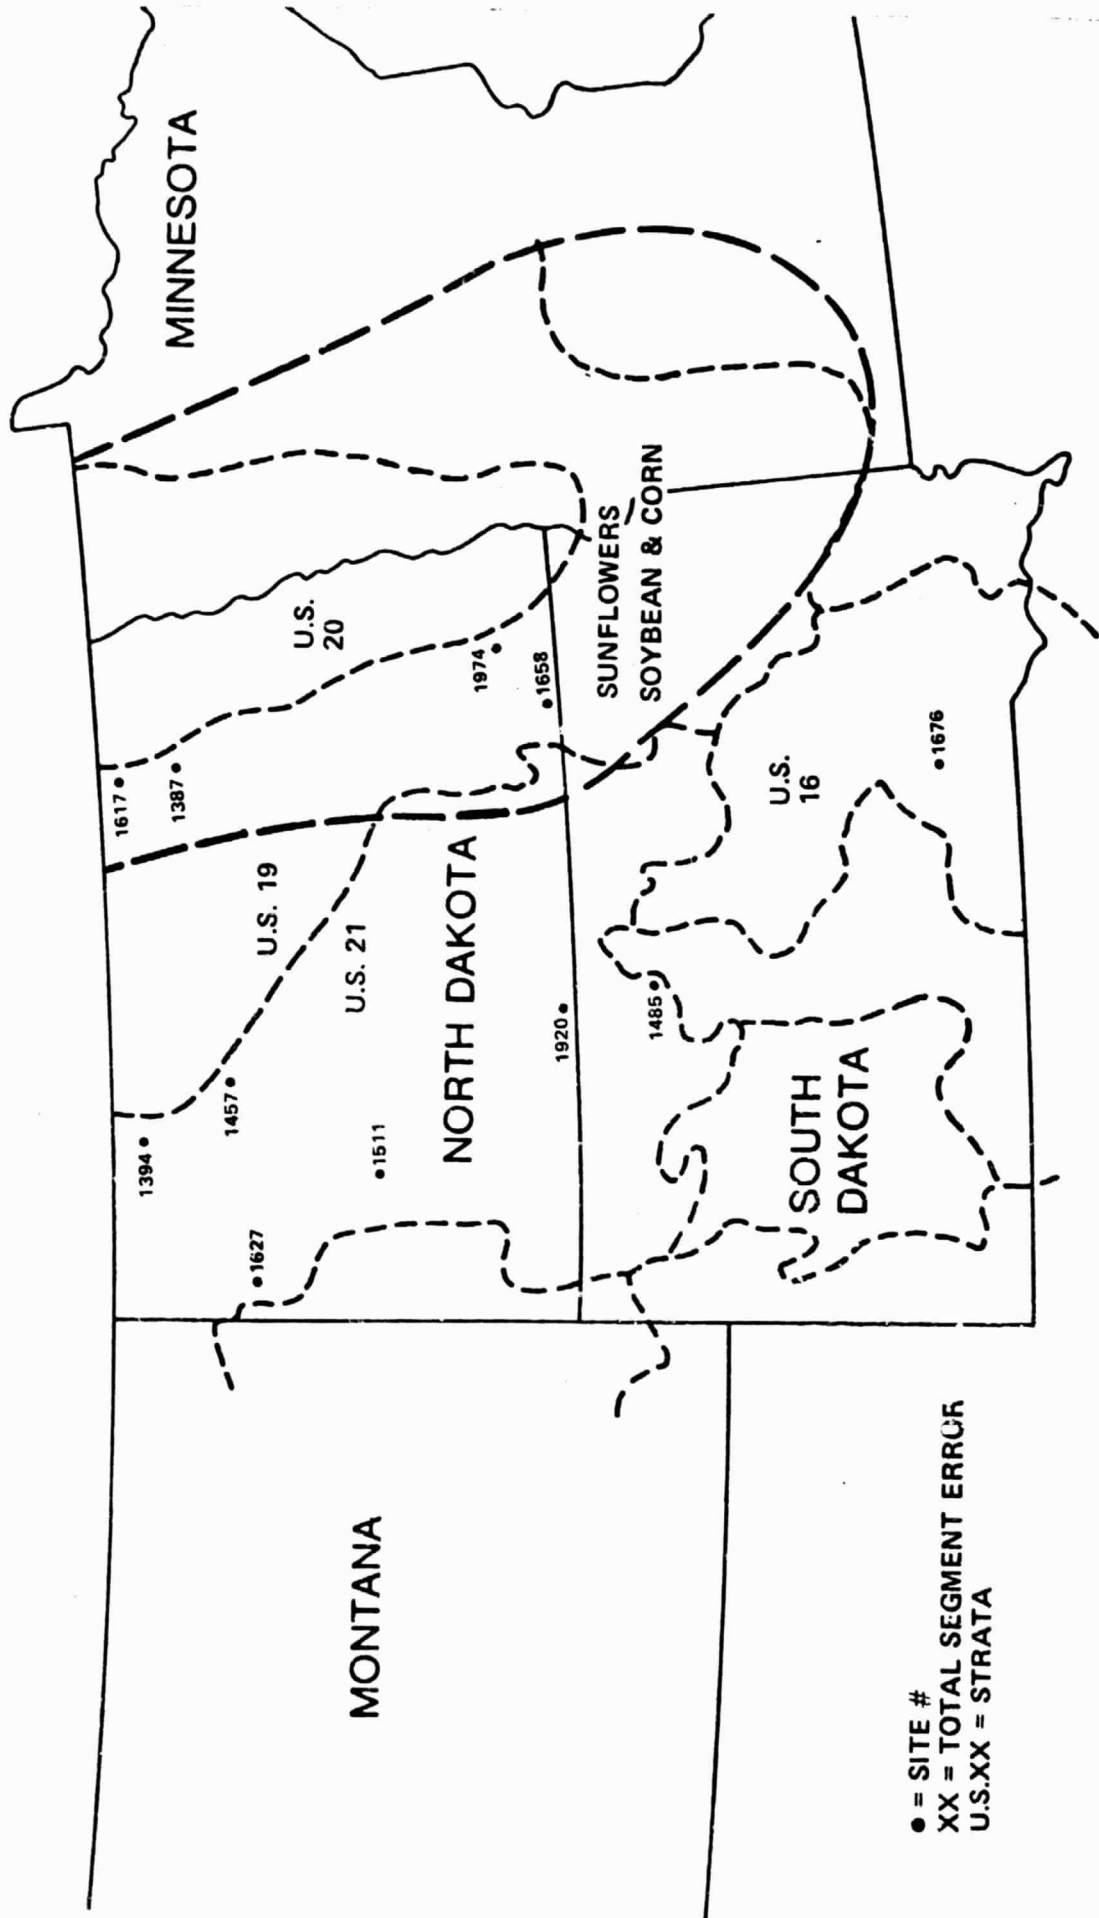 MINNESOTA
1617
1387
U.S.
20
1974
1658
SUNFLOWERS
SOYBEAN & CORN
U.S. 19
U.S. 21
NORTH DAKOTA
1394
1457
1511
1627
1920
1485
U.S.
16
1676
SOUTH
DAKOTA
MONTANA
● = SITE #
XX = TOTAL SEGMENT ERROR
U.S.XX = STRATA